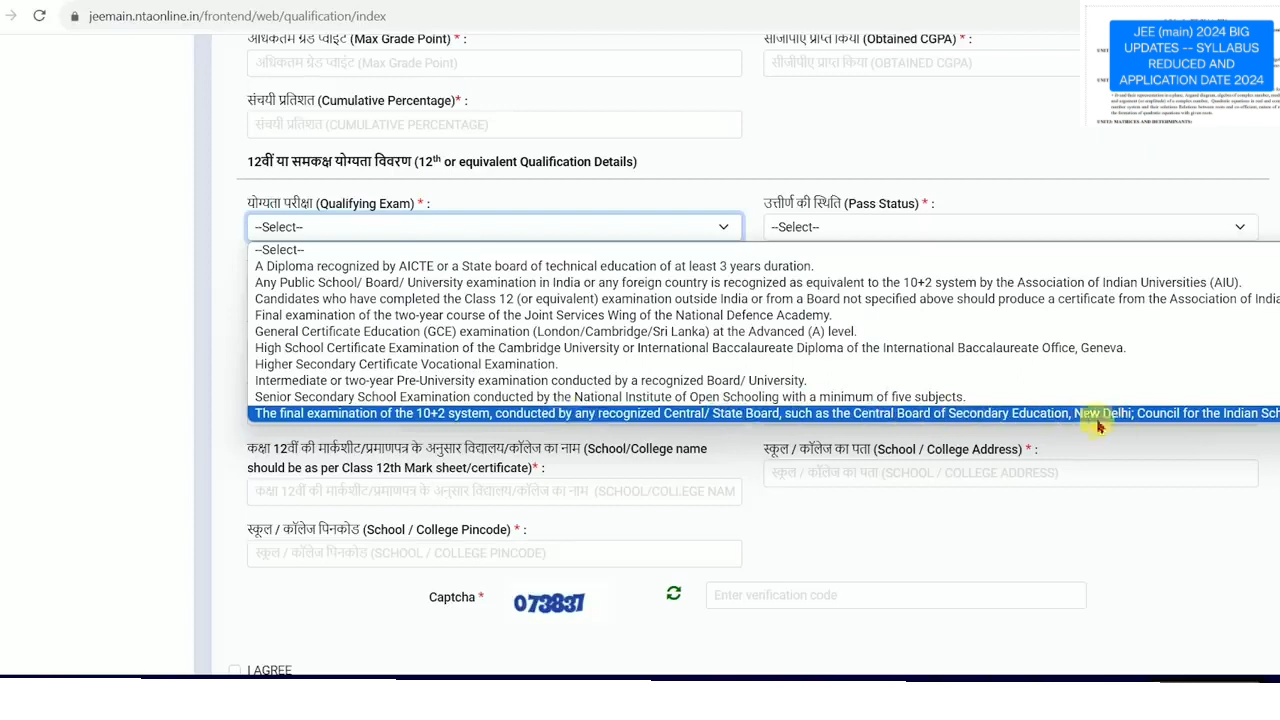 jeemain.ntaonline.in/frontend/web/qualification/index
JEE (main) 2024 BIG
UPDATES -- SYLLABUS
REDUCED AND
APPLICATION DATE 2024
अधिकतम ग्रेड प्वाइंट (Max Grade Point) * :
सीजीपीए प्राप्त किया (Obtained CGPA) * :
अधिकतम ग्रेड प्वाइंट (Max Grade Point)
सीजीपीए प्राप्त किया (OBTAINED CGPA)
संचयी प्रतिशत (Cumulative Percentage)* :
संचयी प्रतिशत (CUMULATIVE PERCENTAGE)
UNIT2: MATRICES AND DETERMINANTS:
12वीं या समकक्ष योग्यता विवरण (12th or equivalent Qualification Details)
योग्यता परीक्षा (Qualifying Exam) * :
उत्तीर्ण की स्थिति (Pass Status) * :
--Select--
--Select--
--Select--
A Diploma recognized by AICTE or a State board of technical education of at least 3 years duration.
Any Public School/ Board/ University examination in India or any foreign country is recognized as equivalent to the 10+2 system by the Association of Indian Universities (AIU).
Candidates who have completed the Class 12 (or equivalent) examination outside India or from a Board not specified above should produce a certificate from the Association of India
Final examination of the two-year course of the Joint Services Wing of the National Defence Academy.
General Certificate Education (GCE) examination (London/Cambridge/Sri Lanka) at the Advanced (A) level.
High School Certificate Examination of the Cambridge University or International Baccalaureate Diploma of the International Baccalaureate Office, Geneva.
Higher Secondary Certificate Vocational Examination.
Intermediate or two-year Pre-University examination conducted by a recognized Board/ University.
Senior Secondary School Examination conducted by the National Institute of Open Schooling with a minimum of five subjects.
The final examination of the 10+2 system, conducted by any recognized Central/ State Board, such as the Central Board of Secondary Education, New Delhi; Council for the Indian Sch
कक्षा 12वीं की मार्कशीट/प्रमाणपत्र के अनुसार विद्यालय/कॉलेज का नाम (School/College name
should be as per Class 12th Mark sheet/certificate)* :
स्कूल / कॉलेज का पता (School / College Address) * :
स्कूल / कॉलेज का पता (SCHOOL / COLLEGE ADDRESS)
कक्षा 12वीं की मार्कशीट/प्रमाणपत्र के अनुसार विद्यालय/कॉलेज का नाम (SCHOOL/COLLEGE NAM
स्कूल / कॉलेज पिनकोड (School / College Pincode) * :
स्कूल / कॉलेज पिनकोड (SCHOOL / COLLEGE PINCODE)
Captcha *
073837
Enter verification code
I AGREE